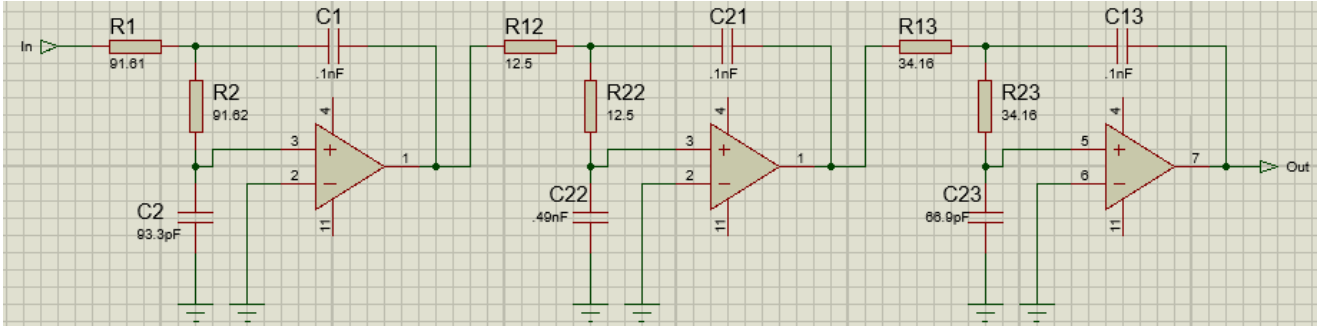 In
R1
91.61
R2
91.62
C1
.1nF
C2
93.3pF
3
2
4
11
1
R12
12.5
R22
12.5
C21
.1nF
C22
.49nF
3
2
4
11
1
R13
34.16
R23
34.16
C13
.1nF
C23
66.9pF
5
6
4
11
7
Out